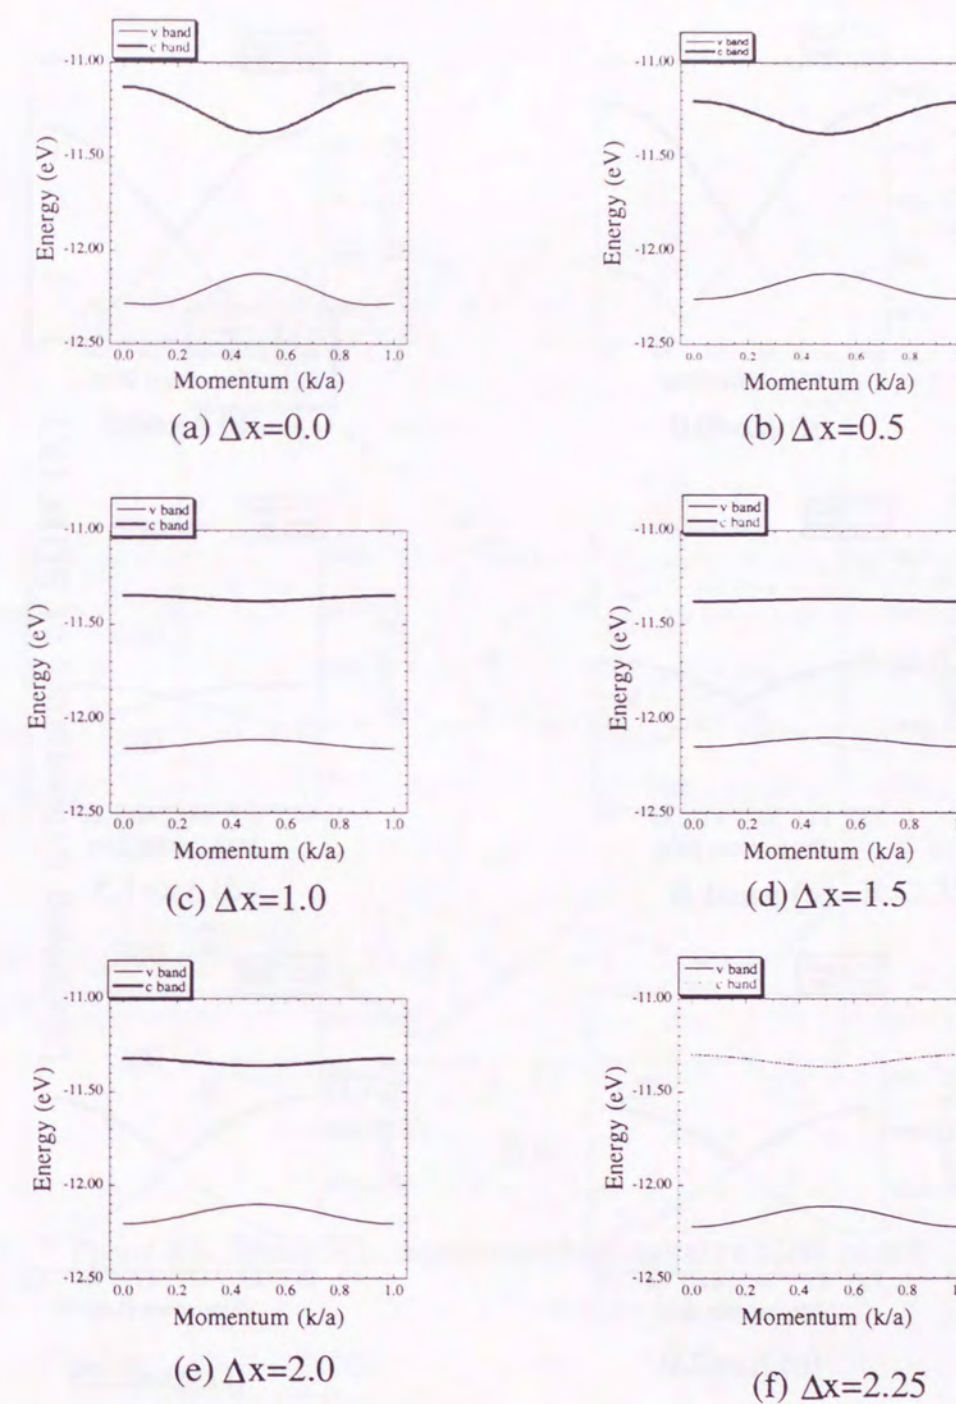 v band
c band
-11.00
-11.50
-12.00
-12.50
Energy (eV)
0.0 0.2 0.4 0.6 0.8 1.0
Momentum (k/a)
(a) Δx=0.0
v band
c band
-11.00
-11.50
-12.00
-12.50
Energy (eV)
0.0 0.2 0.4 0.6 0.8
Momentum (k/a)
(b) Δx=0.5
v band
c band
-11.00
-11.50
-12.00
-12.50
Energy (eV)
0.0 0.2 0.4 0.6 0.8 1.0
Momentum (k/a)
(c) Δx=1.0
v band
c band
-11.00
-11.50
-12.00
-12.50
Energy (eV)
0.0 0.2 0.4 0.6 0.8
Momentum (k/a)
(d) Δx=1.5
v band
c band
-11.00
-11.50
-12.00
-12.50
Energy (eV)
0.0 0.2 0.4 0.6 0.8 1.0
Momentum (k/a)
(e) Δx=2.0
v band
c band
-11.00
-11.50
-12.00
-12.50
Energy (eV)
0.0 0.2 0.4 0.6 0.8
Momentum (k/a)
(f) Δx=2.25